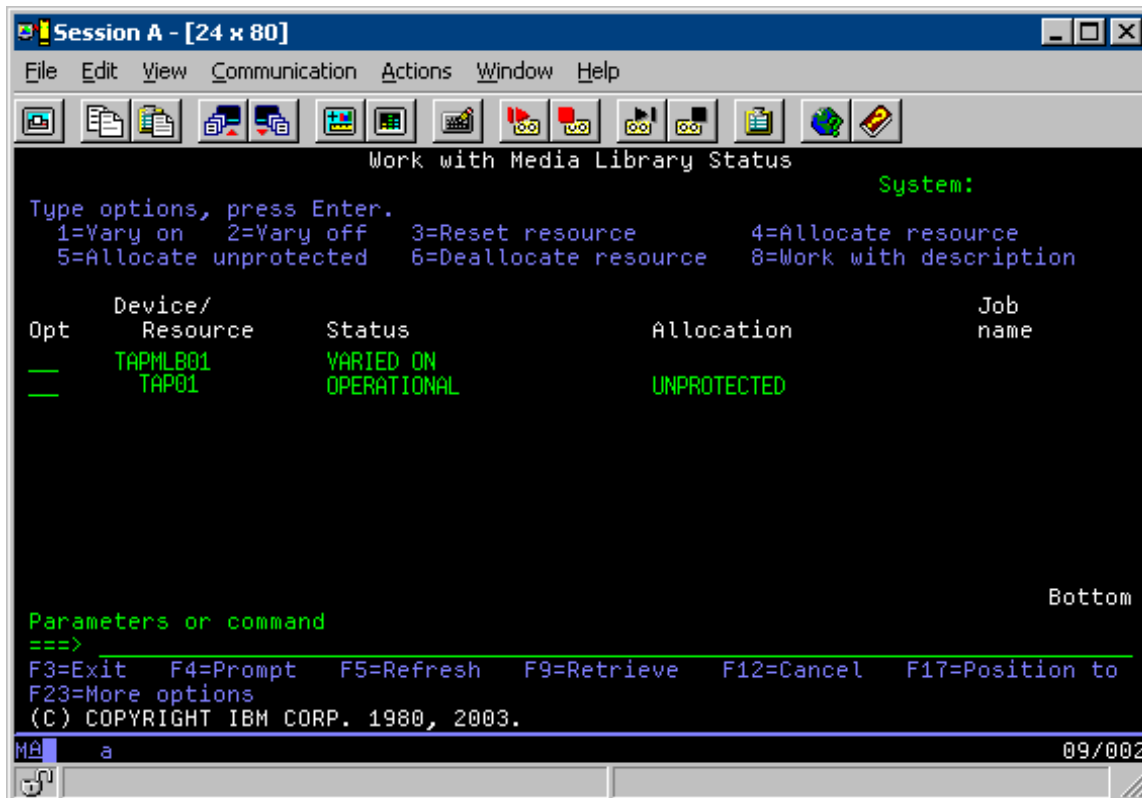 Session A - [24 x 80]
File Edit View Communication Actions Window Help
Work with Media Library Status
System:
Type options, press Enter.
1=Vary on 2=Vary off 3=Reset resource 4=Allocate resource
5=Allocate unprotected 6=Deallocate resource 8=Work with description
Device/ Job
Opt Resource Status Allocation name
TAPMLB01 VARIED ON
TAP01 OPERATIONAL UNPROTECTED
Bottom
Parameters or command
===>
F3=Exit F4=Prompt F5=Refresh F9=Retrieve F12=Cancel F17=Position to
F23=More options
(C) COPYRIGHT IBM CORP. 1980, 2003.
MA a 09/002